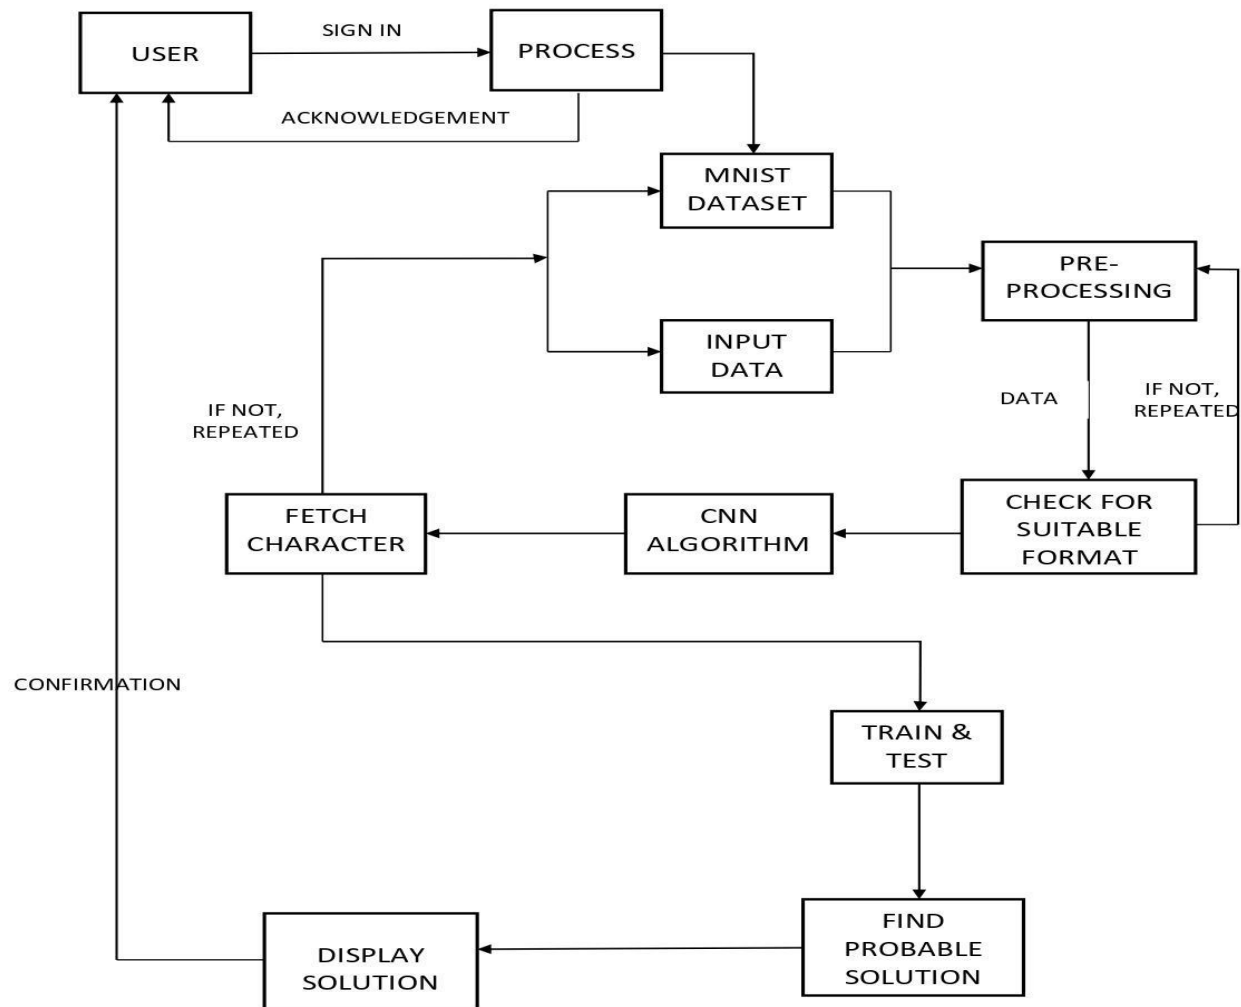 USER
SIGN IN
PROCESS
ACKNOWLEDGEMENT
MNIST
DATASET
PRE-
PROCESSING
INPUT
DATA
DATA
IF NOT,
REPEATED
IF NOT,
REPEATED
FETCH
CHARACTER
CNN
ALGORITHM
CHECK FOR
SUITABLE
FORMAT
CONFIRMATION
TRAIN &
TEST
FIND
PROBABLE
SOLUTION
DISPLAY
SOLUTION